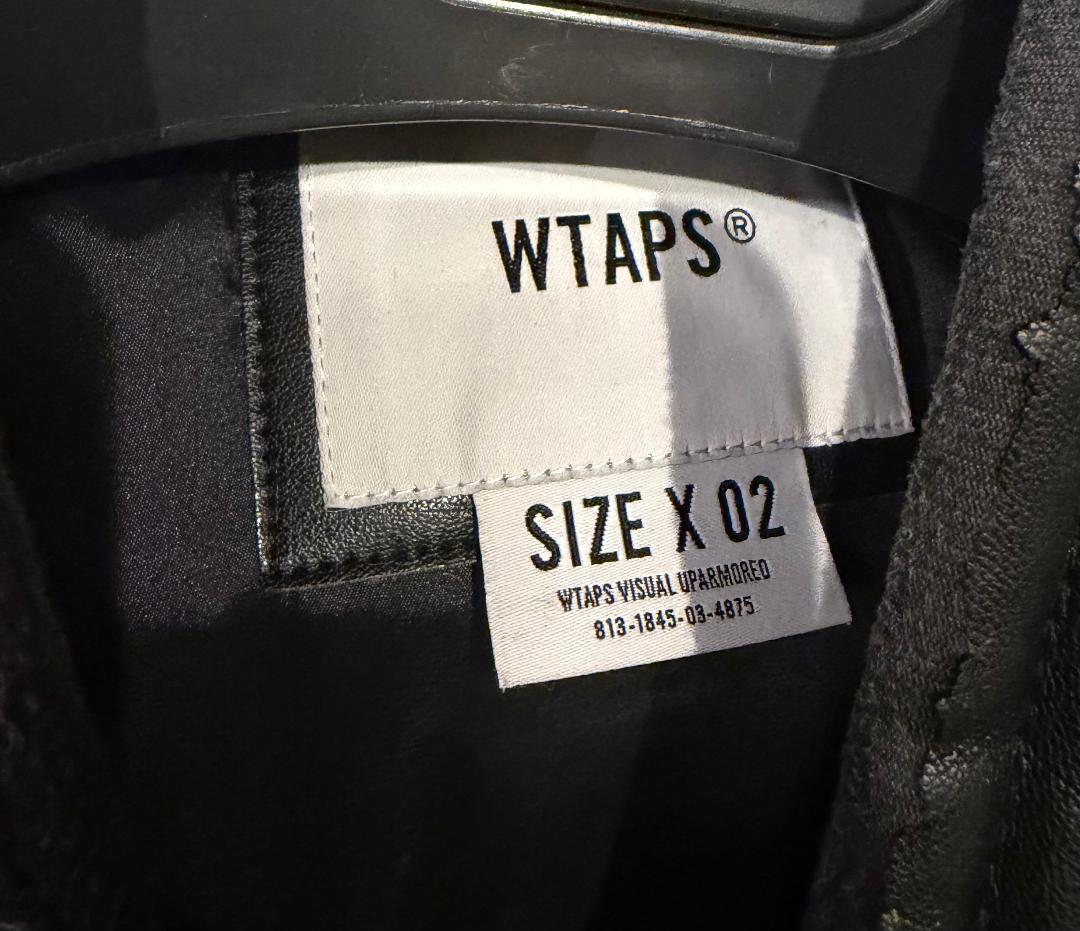 WTAPS®
SIZE X 02
WTAPS VISUAL UPARMORED
813-1845-03-4875